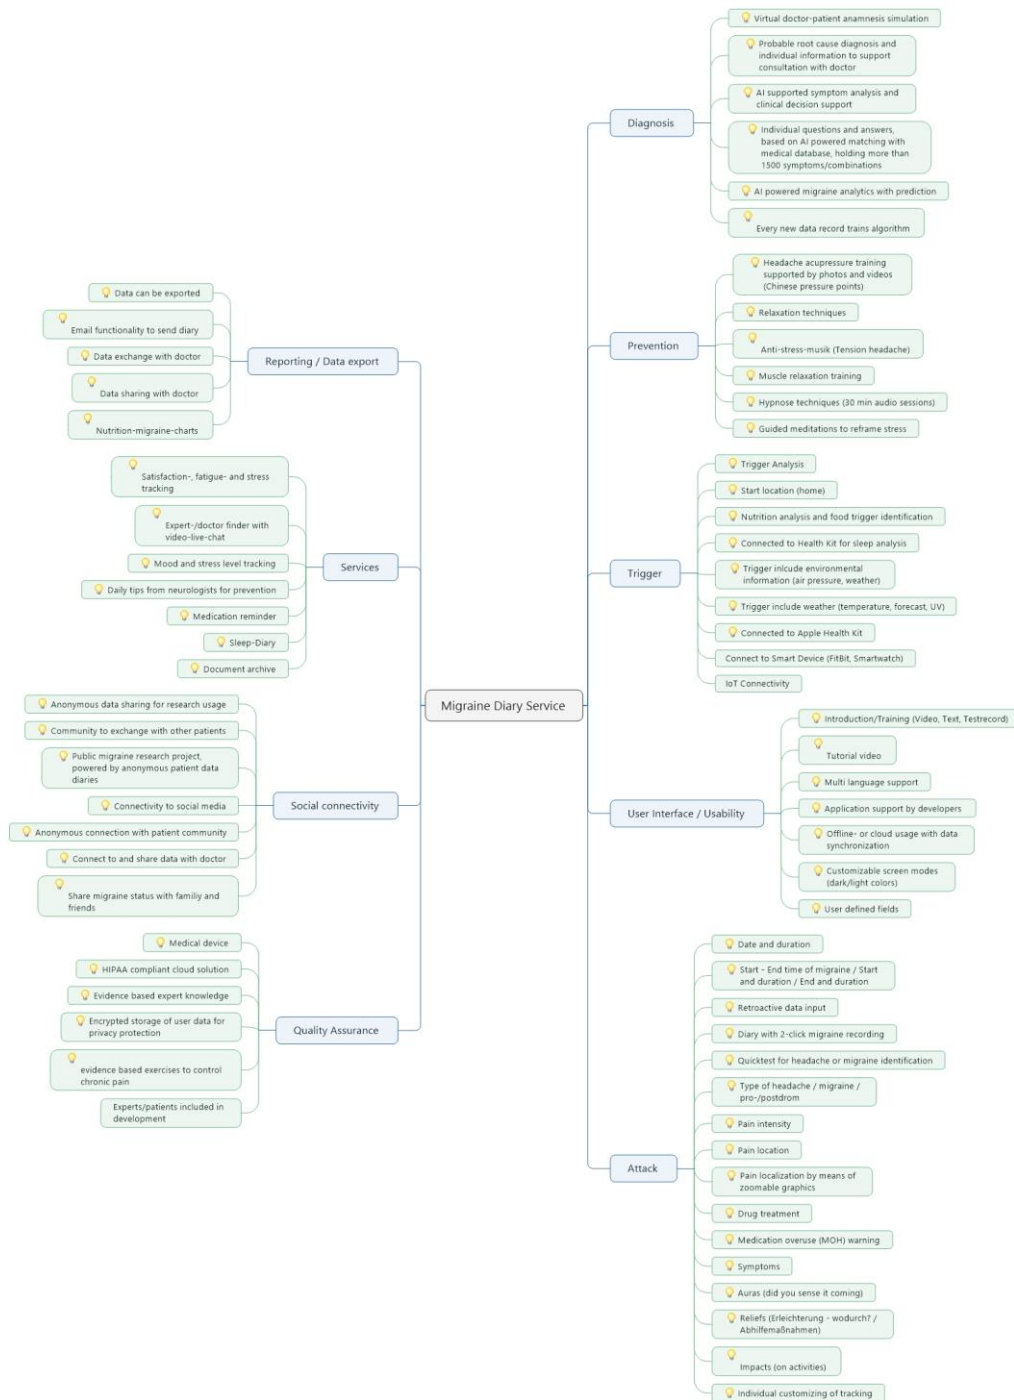 Migraine Diary Service
Diagnosis
Virtual doctor-patient anamnesis simulation
Probable root cause diagnosis and
individual information to support
consultation with doctor
AI supported symptom analysis and
clinical decision support
Individual questions and answers,
based on AI powered matching with
medical database, holding more than
1500 symptoms/combinations
AI powered migraine analytics with prediction
Every new data record trains algorithm
Prevention
Headache acupressure training
supported by photos and videos
(Chinese pressure points)
Relaxation techniques
Anti-stress-musik (Tension headache)
Muscle relaxation training
Hypnose techniques (30 min audio sessions)
Guided meditations to reframe stress
Trigger
Trigger Analysis
Start location (home)
Nutrition analysis and food trigger identification
Connected to Health Kit for sleep analysis
Trigger inlcude environmental
information (air pressure, weather)
Trigger include weather (temperature, forecast, UV)
Connected to Apple Health Kit
Connect to Smart Device (FitBit, Smartwatch)
IoT Connectivity
User Interface / Usability
Introduction/Training (Video, Text, Testrecord)
Tutorial video
Multi language support
Application support by developers
Offline- or cloud usage with data
synchronization
Customizable screen modes
(dark/light colors)
User defined fields
Attack
Date and duration
Start - End time of migraine / Start
and duration / End and duration
Retroactive data input
Diary with 2-click migraine recording
Quicktest for headache or migraine identification
Type of headache / migraine /
pro-/postdrom
Pain intensity
Pain location
Pain localization by means of
zoomable graphics
Drug treatment
Medication overuse (MOH) warning
Symptoms
Auras (did you sense it coming)
Reliefs (Erleichterung - wodurch? /
Abhilfemaßnahmen)
Impacts (on activities)
Individual customizing of tracking
Reporting / Data export
Data can be exported
Email functionality to send diary
Data exchange with doctor
Data sharing with doctor
Nutrition-migraine-charts
Services
Satisfaction-, fatigue- and stress
tracking
Expert-/doctor finder with
video-live-chat
Mood and stress level tracking
Daily tips from neurologists for prevention
Medication reminder
Sleep-Diary
Document archive
Social connectivity
Anonymous data sharing for research usage
Community to exchange with other patients
Public migraine research project,
powered by anonymous patient data
diaries
Connectivity to social media
Anonymous connection with patient community
Connect to and share data with doctor
Share migraine status with familiy and
friends
Quality Assurance
Medical device
HIPAA compliant cloud solution
Evidence based expert knowledge
Encrypted storage of user data for
privacy protection
evidence based exercises to control
chronic pain
Experts/patients included in
development